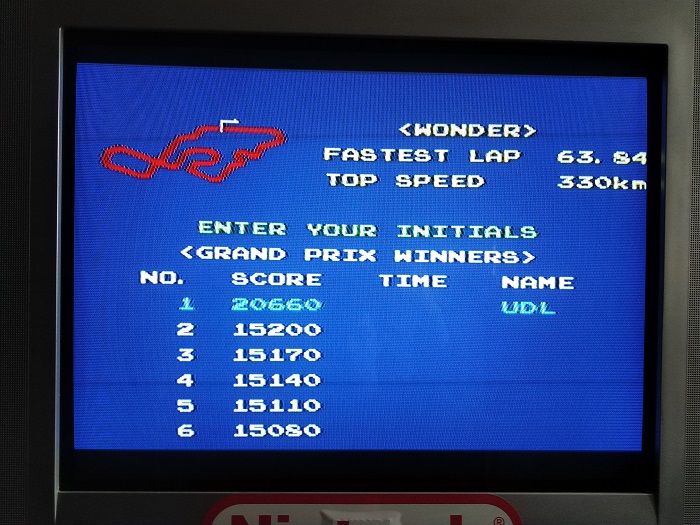 <WONDER>
FASTEST LAP 63.84
TOP SPEED 330km
ENTER YOUR INITIALS
<GRAND PRIX WINNERS>
NO. SCORE TIME NAME
1 20660 UDL
2 15200
3 15170
4 15140
5 15110
6 15080
Nintendo®